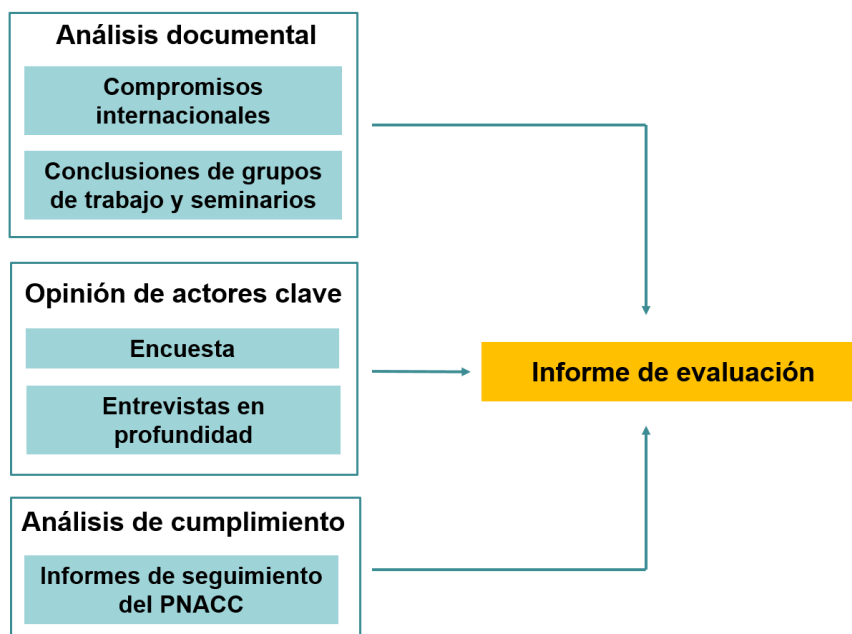 Análisis documental
Compromisos
internacionales
Conclusiones de grupos
de trabajo y seminarios
Opinión de actores clave
Encuesta
Entrevistas en
profundidad
Informe de evaluación
Análisis de cumplimiento
Informes de seguimiento
del PNACC